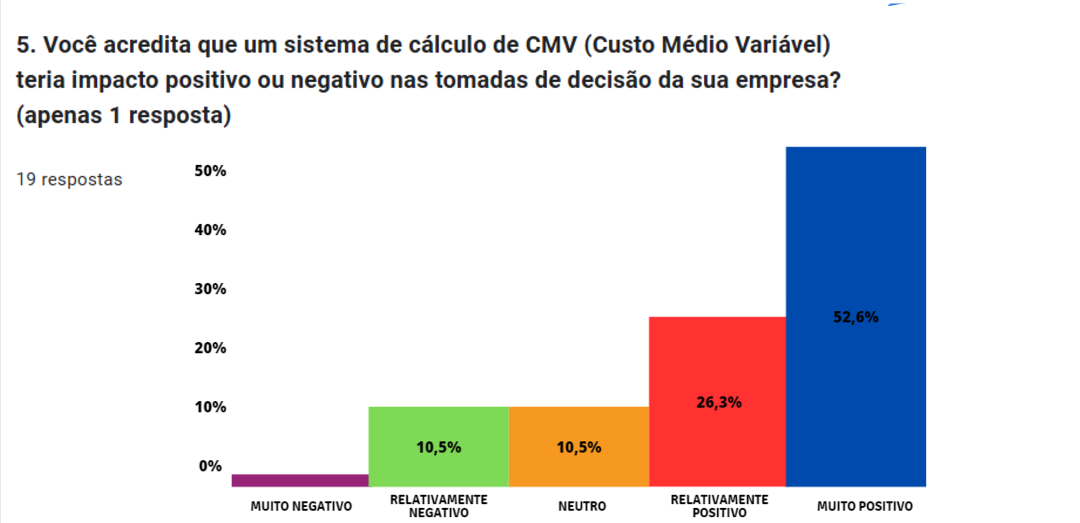 5. Você acredita que um sistema de cálculo de CMV (Custo Médio Variável)
teria impacto positivo ou negativo nas tomadas de decisão da sua empresa?
(apenas 1 resposta)
19 respostas
50%
40%
30%
20%
10%
0%
10,5%
10,5%
26,3%
52,6%
MUITO NEGATIVO
RELATIVAMENTE
NEGATIVO
NEUTRO
RELATIVAMENTE
POSITIVO
MUITO POSITIVO